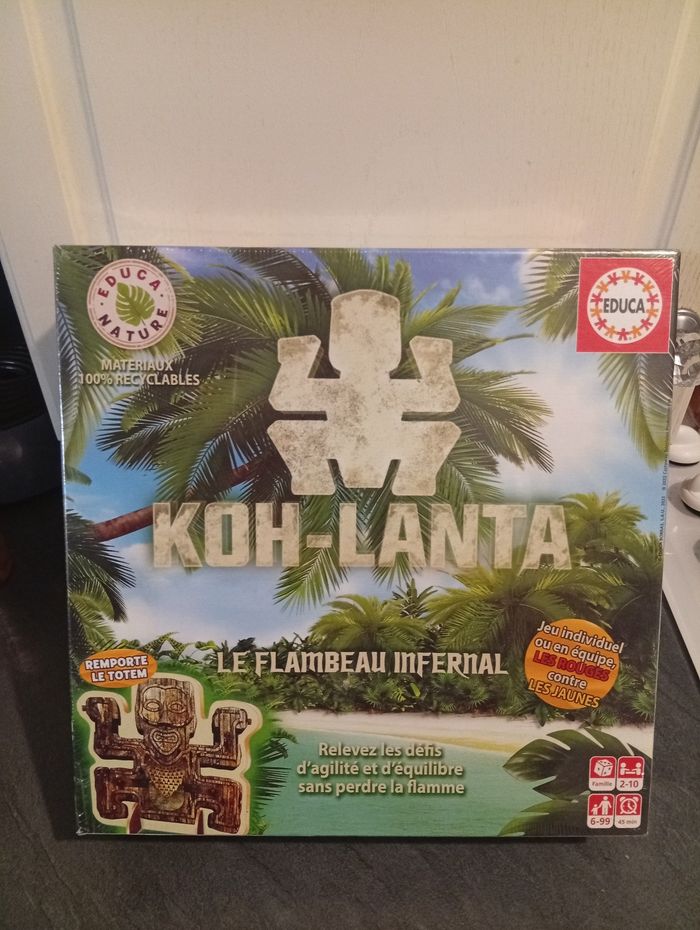 EDUCA
NATURE
MATERIAUX
100% RECYCLABLES
EDUCA
KOH-LANTA
LE FLAMBEAU INFERNAL
REMPORTE
LE TOTEM
Jeu individuel
ou en équipe,
LES ROUGES
contre
LES JAUNES
Relevez les défis
d'agilité et d'équilibre
sans perdre la flamme
Famille
2-10
6-99
45 min